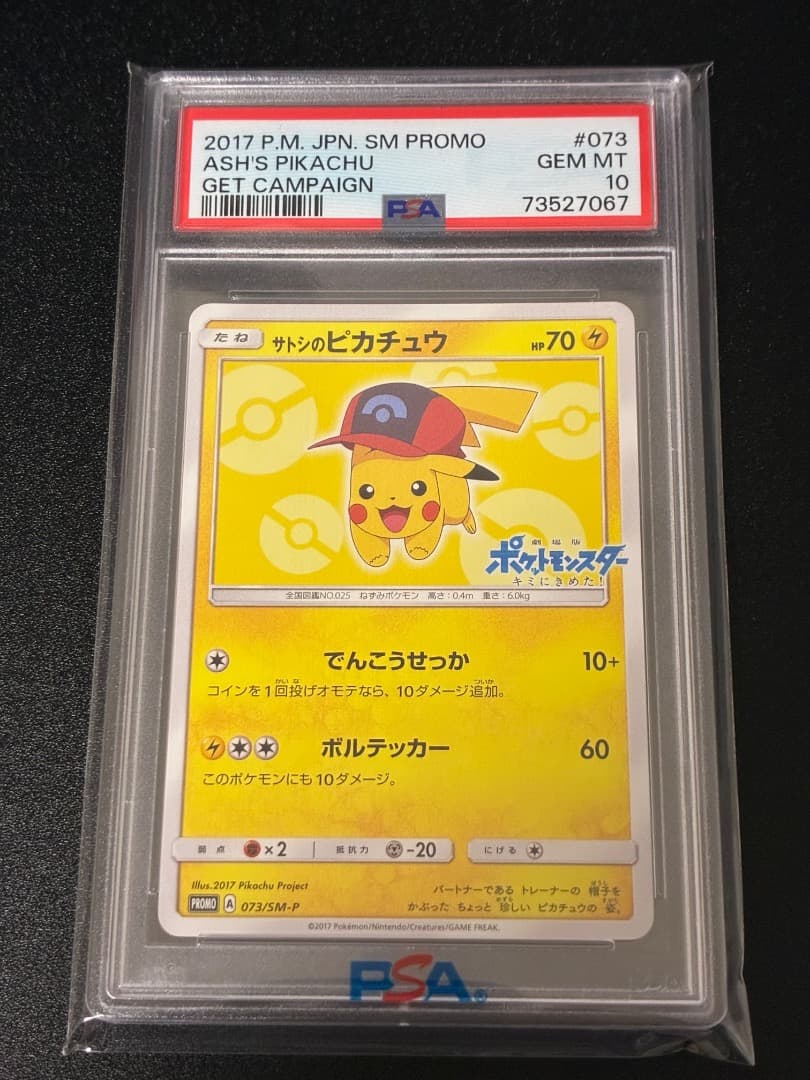 2017 P.M. JPN. SM PROMO #073
ASH'S PIKACHU GEM MT
GET CAMPAIGN 10
PSA 73527067
たね サトシのピカチュウ HP70
劇場版
ポケットモンスター
キミにきめた!
全国図鑑NO.025 ねずみポケモン 高さ:0.4m 重さ:6.0kg
でんこうせっか 10+
コインを1回投げオモテなら、10ダメージ追加。
ボルテッカー 60
このポケモンにも10ダメージ。
弱点 ×2 抵抗力 -20 にげる
Illus.2017 Pikachu Project
パートナーである トレーナーの 帽子を
PROMO A 073/SM-P かぶった ちょっと 珍しい ピカチュウの 姿。
©2017 Pokémon/Nintendo/Creatures/GAME FREAK.
PSA®